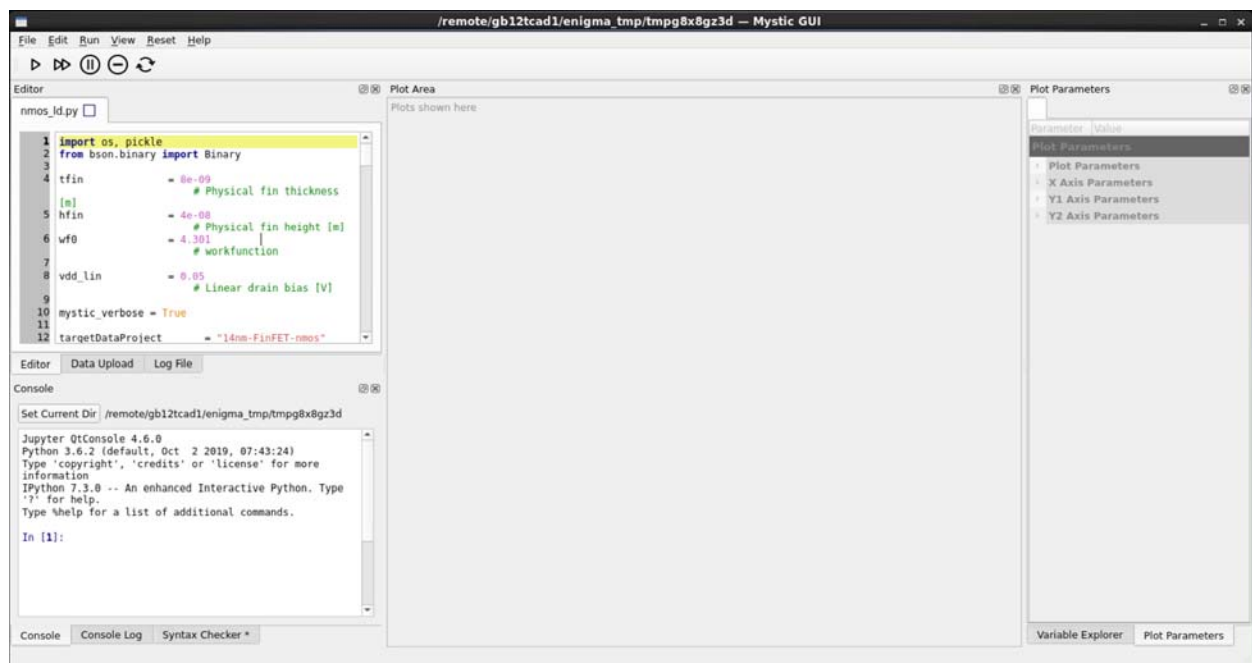 /remote/gb12tcad1/enigma_tmp/tmpg8x8gz3d — Mystic GUI
File Edit Run View Reset Help
Editor
nmos_ld.py
1 import os, pickle
2 from bson.binary import Binary
3
4 tfin = 8e-09
# Physical fin thickness
[m]
5 hfin = 4e-08
# Physical fin height [m]
6 wf0 = 4.301
# workfunction
7
8 vdd_lin = 0.05
# Linear drain bias [V]
9
10 mystic_verbose = True
11
12 targetDataProject = "14nm-FinFET-nmos"
Editor Data Upload Log File
Console
Set Current Dir /remote/gb12tcad1/enigma_tmp/tmpg8x8gz3d
Jupyter QtConsole 4.6.0
Python 3.6.2 (default, Oct 2 2019, 07:43:24)
Type 'copyright', 'credits' or 'license' for more
information
IPython 7.3.0 -- An enhanced Interactive Python. Type
'?' for help.
Type %help for a list of additional commands.
In [1]:
Console Console Log Syntax Checker *
Plot Area
Plots shown here
Plot Parameters
Parameter Value
Plot Parameters
Plot Parameters
X Axis Parameters
Y1 Axis Parameters
Y2 Axis Parameters
Variable Explorer Plot Parameters